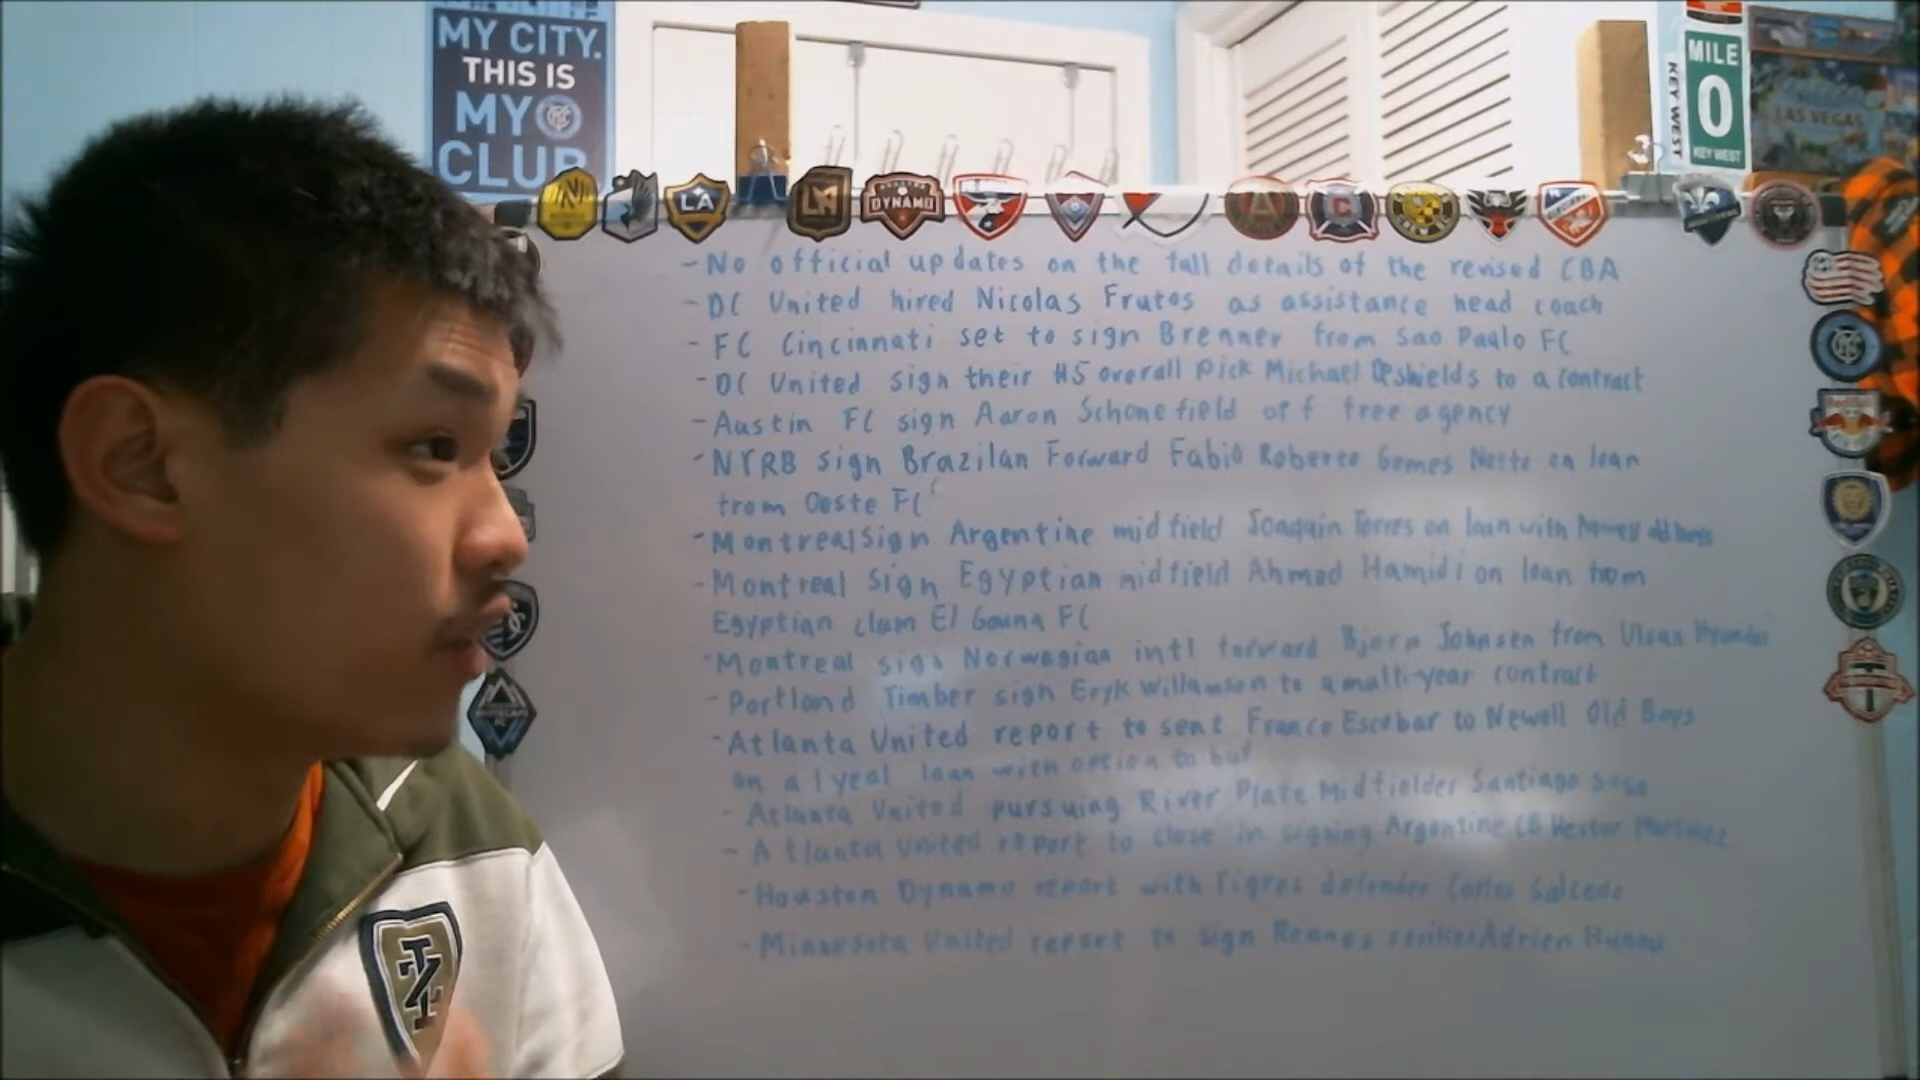 MY CITY.
THIS IS
MY
CLUB
MILE
0
KEY WEST
KEY WEST
LAS VEGAS
LA
DYNAMO
- No official updates on the full details of the revised CBA
- DC United hired Nicolas Frutos as assistance head coach
- FC Cincinnati set to sign Brenner from Sao Paulo FC
- DC United sign their #5 overall pick Michael Deshields to a contract
- Austin FC sign Aaron Schonefield off free agency
- NYRB sign Brazilan Forward Fabio Roberto Gomes Netto on loan
from Oeste FC
- Montreal sign Argentine midfield Joaquin Torres on loan with Newell old boys
- Montreal Sign Egyptian midfield Ahmad Hamidi on loan from
Egyptian clum El Gouna FC
- Montreal sign Norwegian int'l forward Bjorn Johnsen from Ulsan Hyundai
- Portland Timber sign Eryk Willamson to a multi-year contract
- Atlanta United report to sent Franco Escobar to Newell Old Boys
on a 1 year loan with option to buy
- Atlanta United pursuing River Plate Midfielder Santiago Sosa
- Atlanta United report to close in signing Argentine CB Hector Martinez
- Houston Dynamo report with Tigres defender Carlos Salcedo
- Minnesota United report to sign Rennes striker Adrien Hunou